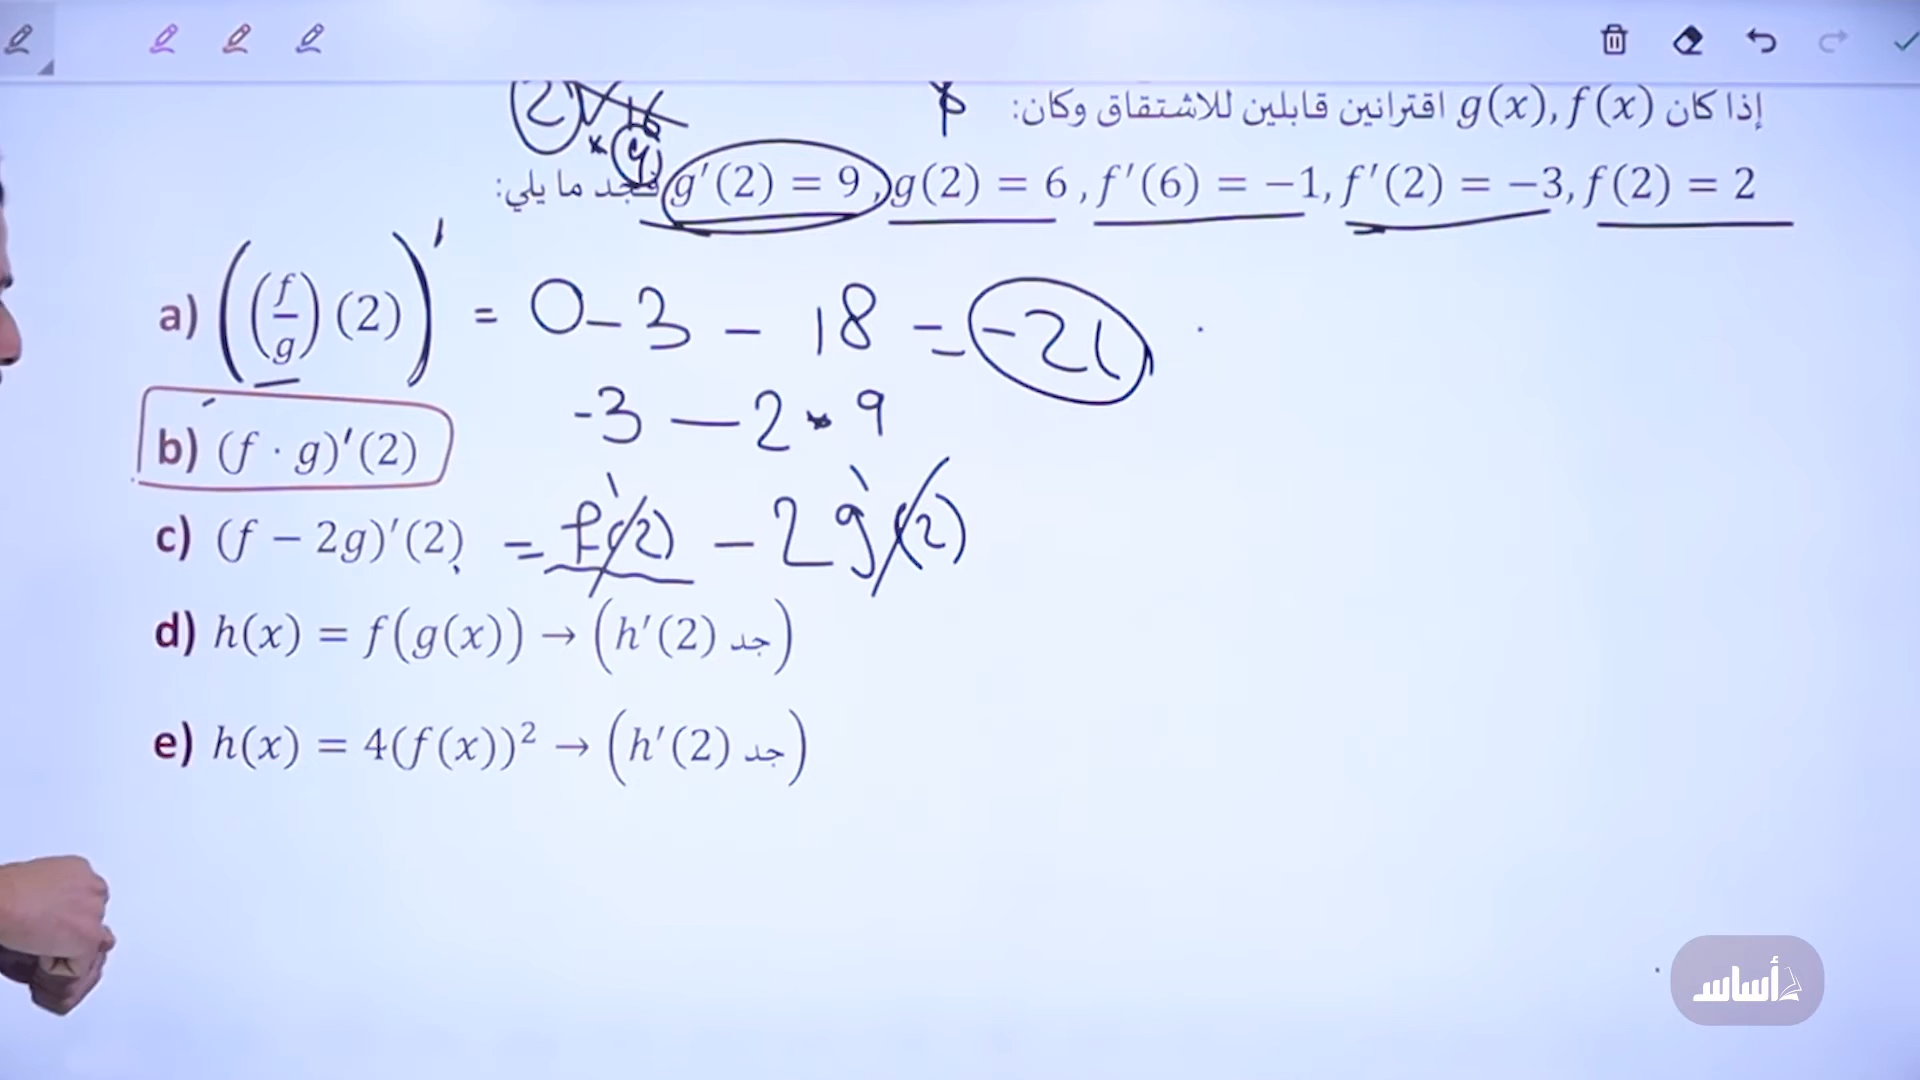 إذا كان g(x), f(x) اقترانين قابلين للاشتقاق وكان:
g'(2) = 9 , g(2) = 6 , f'(6) = −1, f'(2) = −3, f(2) = 2 فجد ما يلي:
a) ((f/g)(2))' = 0 - 3 - 18 = -21
-3 - 2 · 9
b) (f · g)'(2)
c) (f − 2g)'(2) = f'(2) - 2g'(2)
d) h(x) = f(g(x)) → (h'(2) جد)
e) h(x) = 4(f(x))² → (h'(2) جد)
أساس